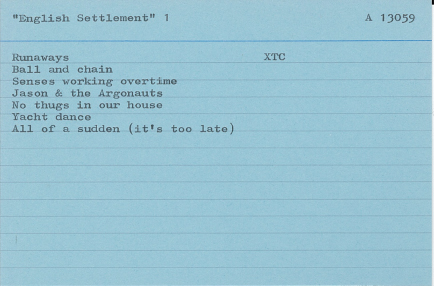 "English Settlement" 1 A 13059
Runaways XTC
Ball and chain
Senses working overtime
Jason & the Argonauts
No thugs in our house
Yacht dance
All of a sudden (it's too late)